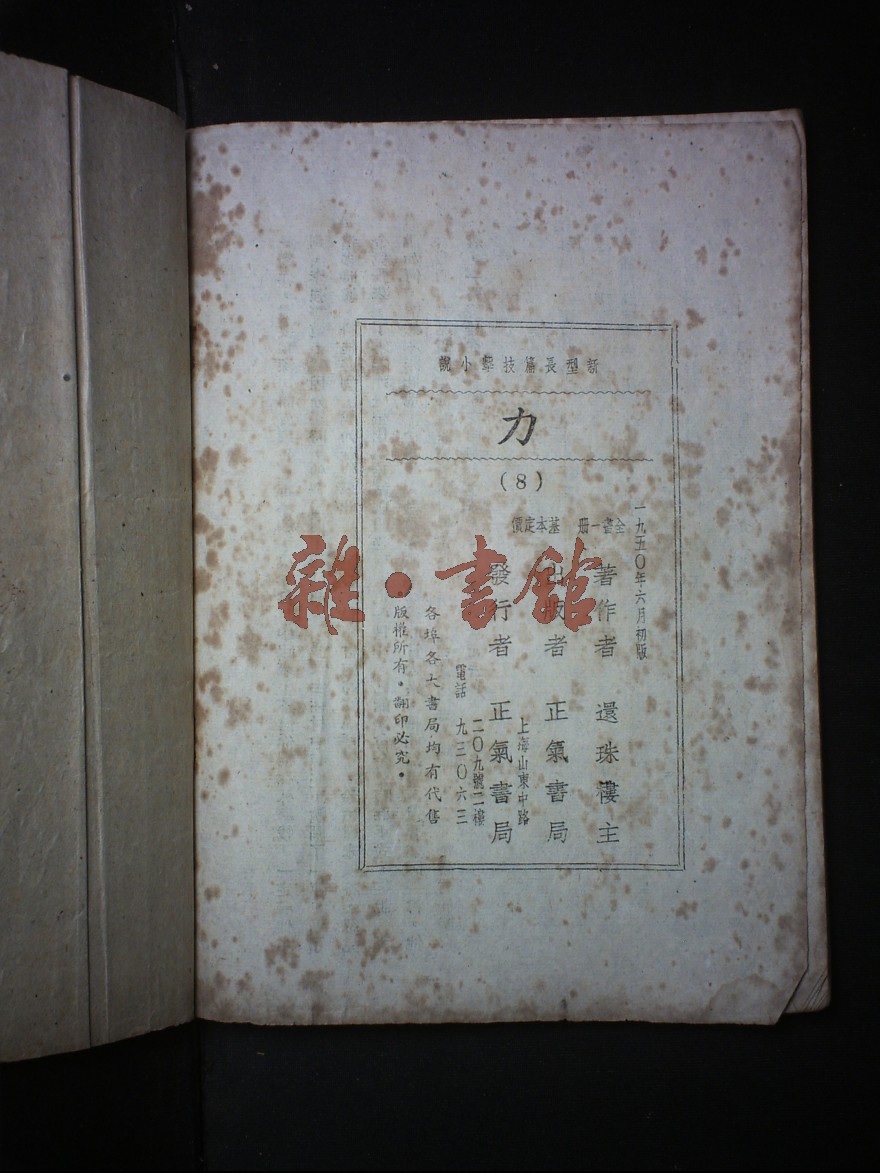 新型長篇技擊小說
力
(8)
一九五〇年六月初版
全書一冊 基本定價
著作者 還珠樓主
出版者 正氣書局
上海山東中路
發行者 正氣書局
二〇九號二樓
電話 九三〇六三
各埠各大書局均有代售
版權所有•翻印必究•
雜•書館